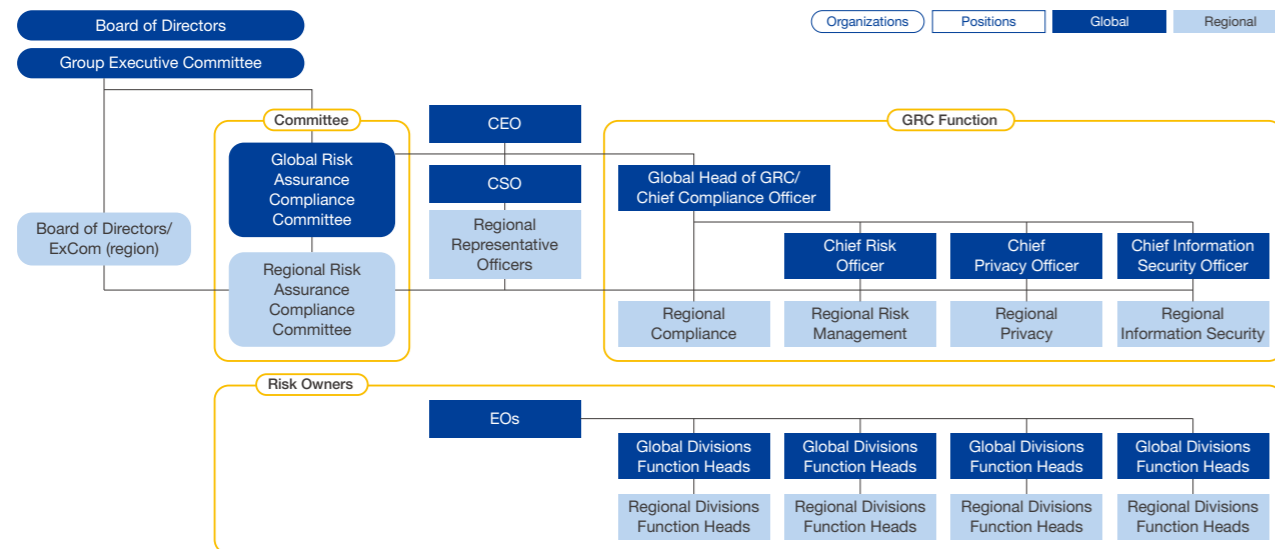 Board of Directors
Organizations
Positions
Global
Regional
Group Executive Committee
Committee
CEO
GRC Function
Global Risk
Assurance
Compliance
Committee
CSO
Global Head of GRC/
Chief Compliance Officer
Board of Directors/
ExCom (region)
Regional
Representative
Officers
Chief Risk
Officer
Chief
Privacy Officer
Chief Information
Security Officer
Regional Risk
Assurance
Compliance
Committee
Regional
Compliance
Regional Risk
Management
Regional
Privacy
Regional
Information Security
Risk Owners
EOs
Global Divisions
Function Heads
Global Divisions
Function Heads
Global Divisions
Function Heads
Global Divisions
Function Heads
Regional Divisions
Function Heads
Regional Divisions
Function Heads
Regional Divisions
Function Heads
Regional Divisions
Function Heads